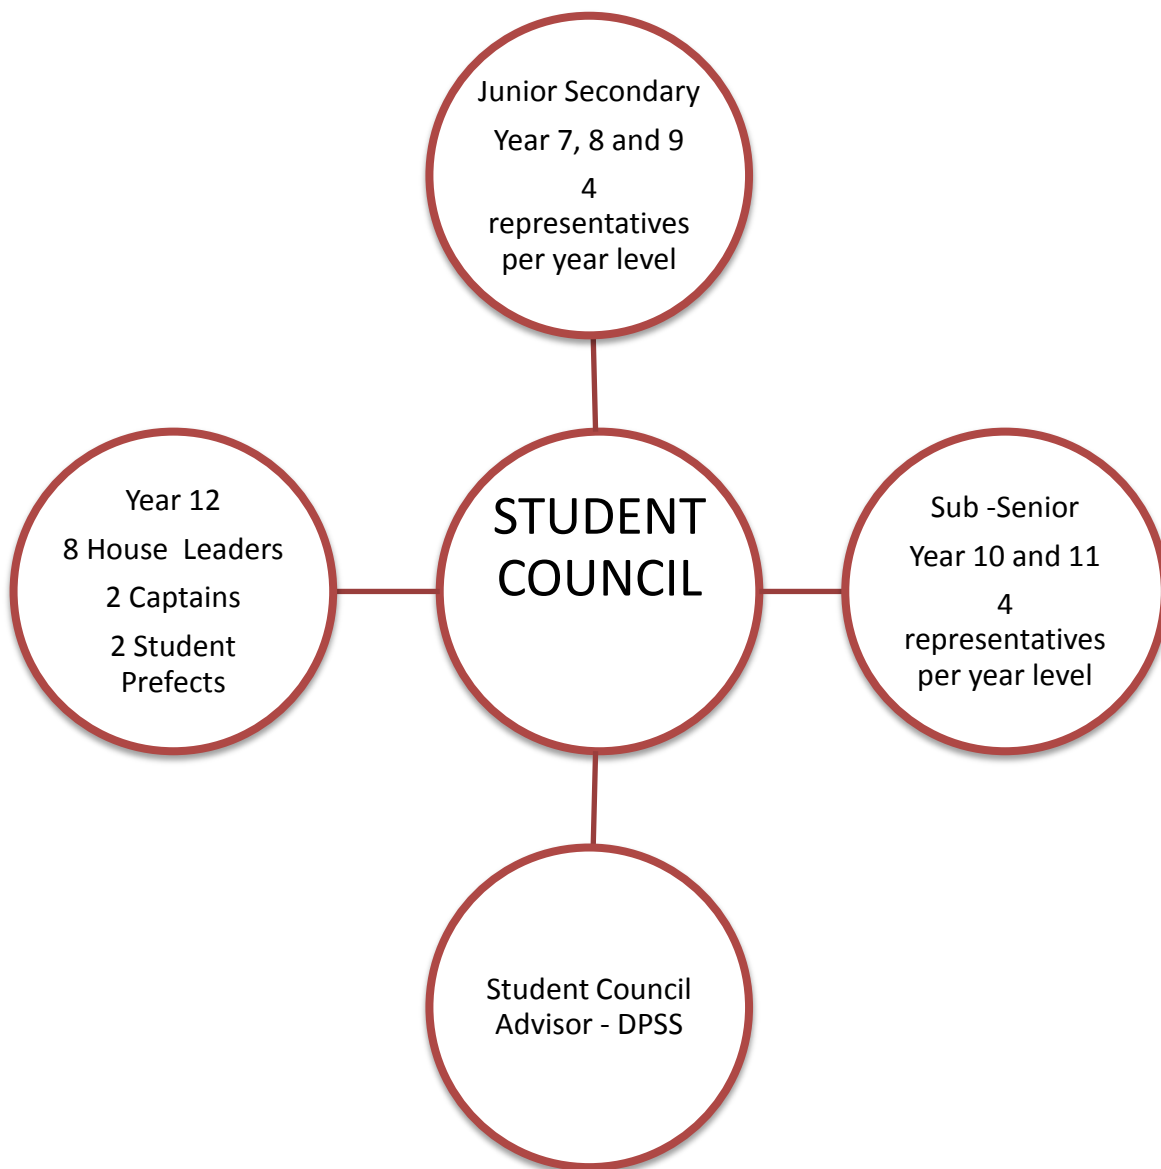 Junior Secondary
Year 7, 8 and 9
4
representatives
per year level
Year 12
8 House  Leaders
2 Captains
2 Student
Prefects
STUDENT
COUNCIL
Sub -Senior
Year 10 and 11
4
representatives
per year level
Student Council
Advisor - DPSS